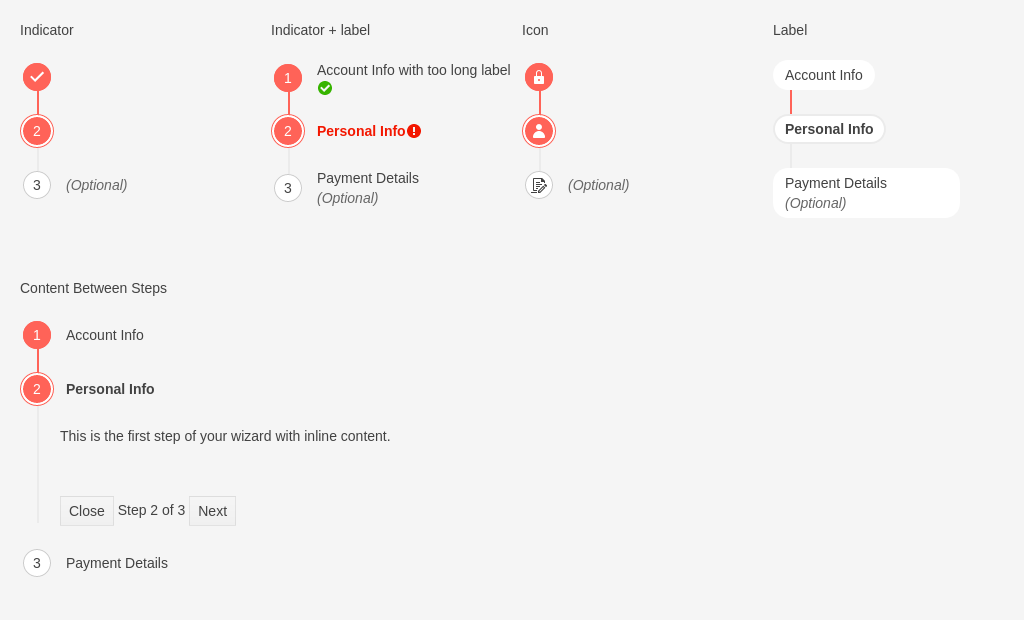 Indicator
2
3 (Optional)
Indicator + label
1 Account Info with too long label
2 Personal Info
3 Payment Details
(Optional)
Icon
(Optional)
Label
Account Info
Personal Info
Payment Details
(Optional)
Content Between Steps
1 Account Info
2 Personal Info
This is the first step of your wizard with inline content.
Close Step 2 of 3 Next
3 Payment Details